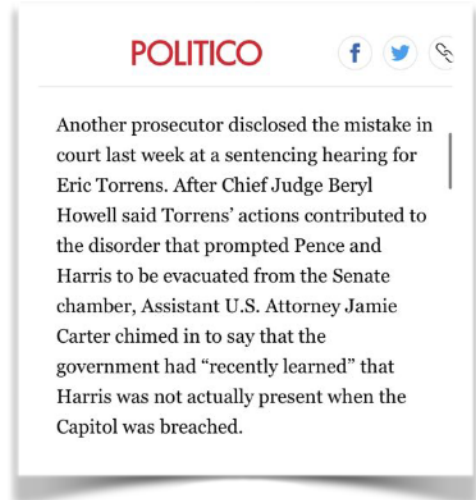 POLITICO
Another prosecutor disclosed the mistake in
court last week at a sentencing hearing for
Eric Torrens. After Chief Judge Beryl
Howell said Torrens’ actions contributed to
the disorder that prompted Pence and
Harris to be evacuated from the Senate
chamber, Assistant U.S. Attorney Jamie
Carter chimed in to say that the
government had “recently learned” that
Harris was not actually present when the
Capitol was breached.